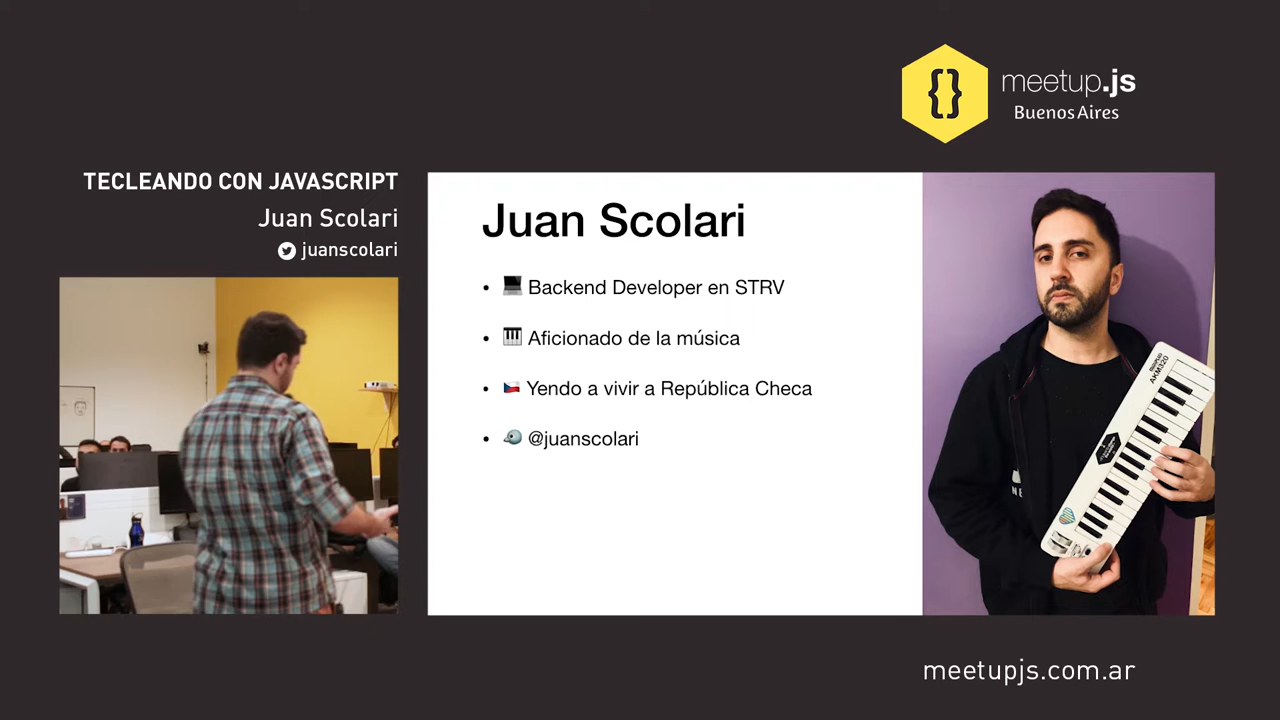 {} meetup.js
Buenos Aires
TECLEANDO CON JAVASCRIPT
Juan Scolari
juanscolari
Juan Scolari
• Backend Developer en STRV
• Aficionado de la música
• Yendo a vivir a República Checa
• @juanscolari
AKM320
meetupjs.com.ar